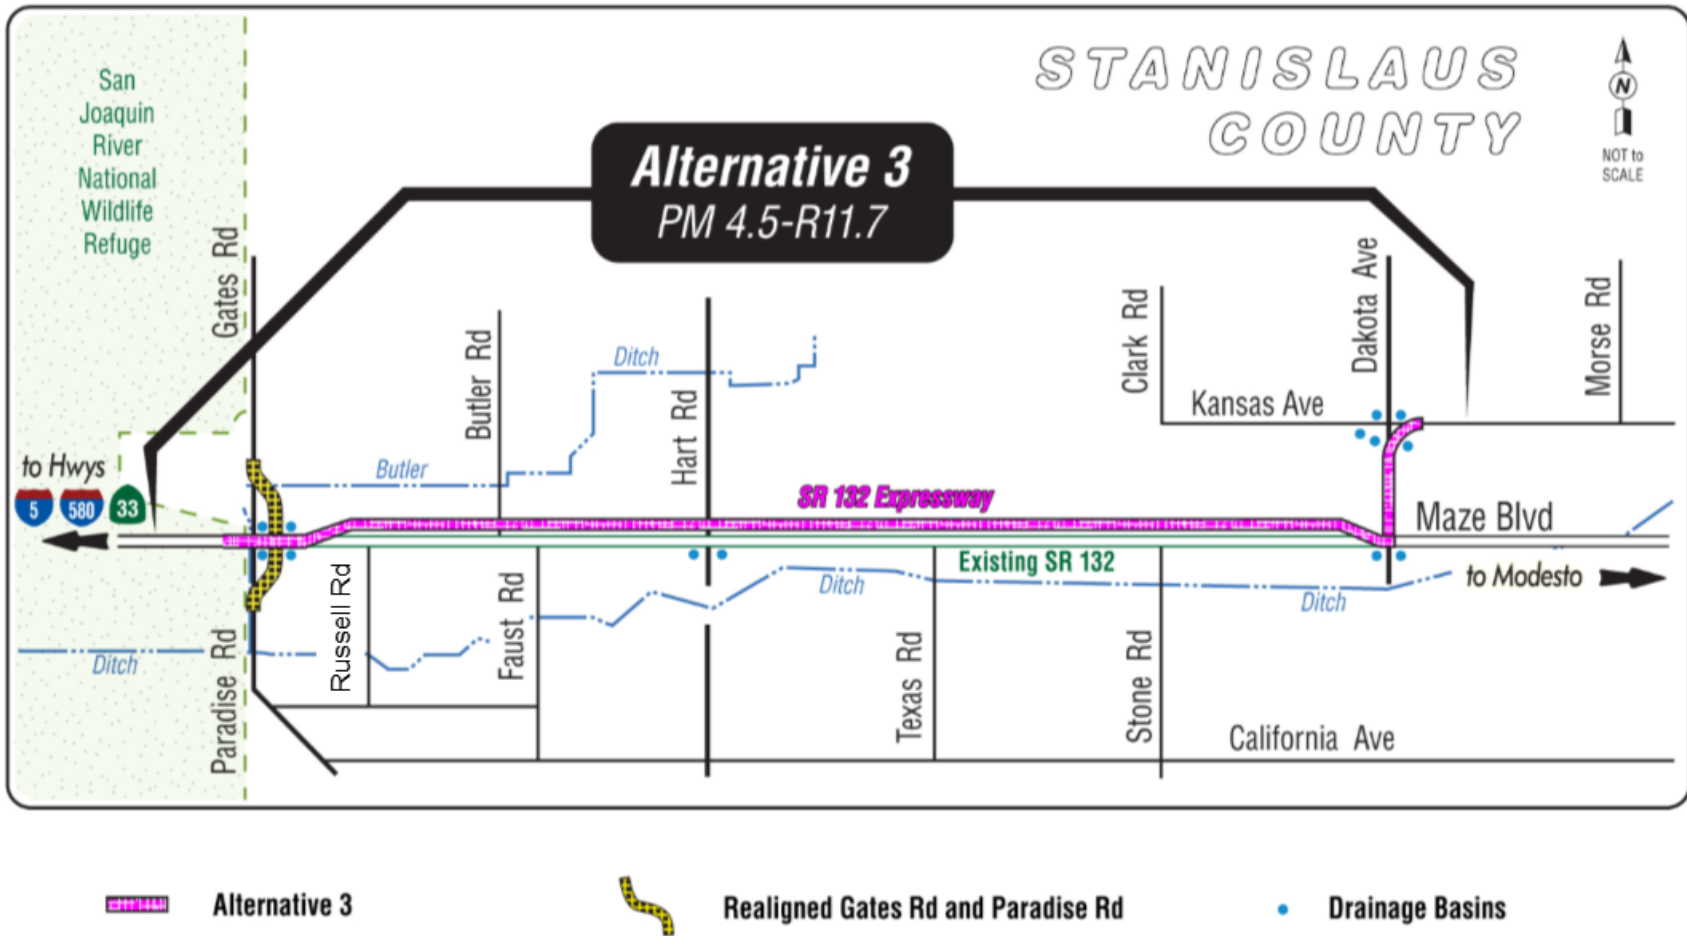 STANISLAUS
COUNTY
N
NOT to
SCALE
San
Joaquin
River
National
Wildlife
Refuge
Alternative 3
PM 4.5-R11.7
Gates Rd
Butler Rd
Ditch
Hart Rd
Clark Rd
Dakota Ave
Morse Rd
Kansas Ave
to Hwys
5
580
33
Butler
SR 132 Expressway
Maze Blvd
Existing SR 132
to Modesto
Ditch
Ditch
Russell Rd
Faust Rd
Ditch
Paradise Rd
Texas Rd
Stone Rd
California Ave
Alternative 3
Realigned Gates Rd and Paradise Rd
Drainage Basins